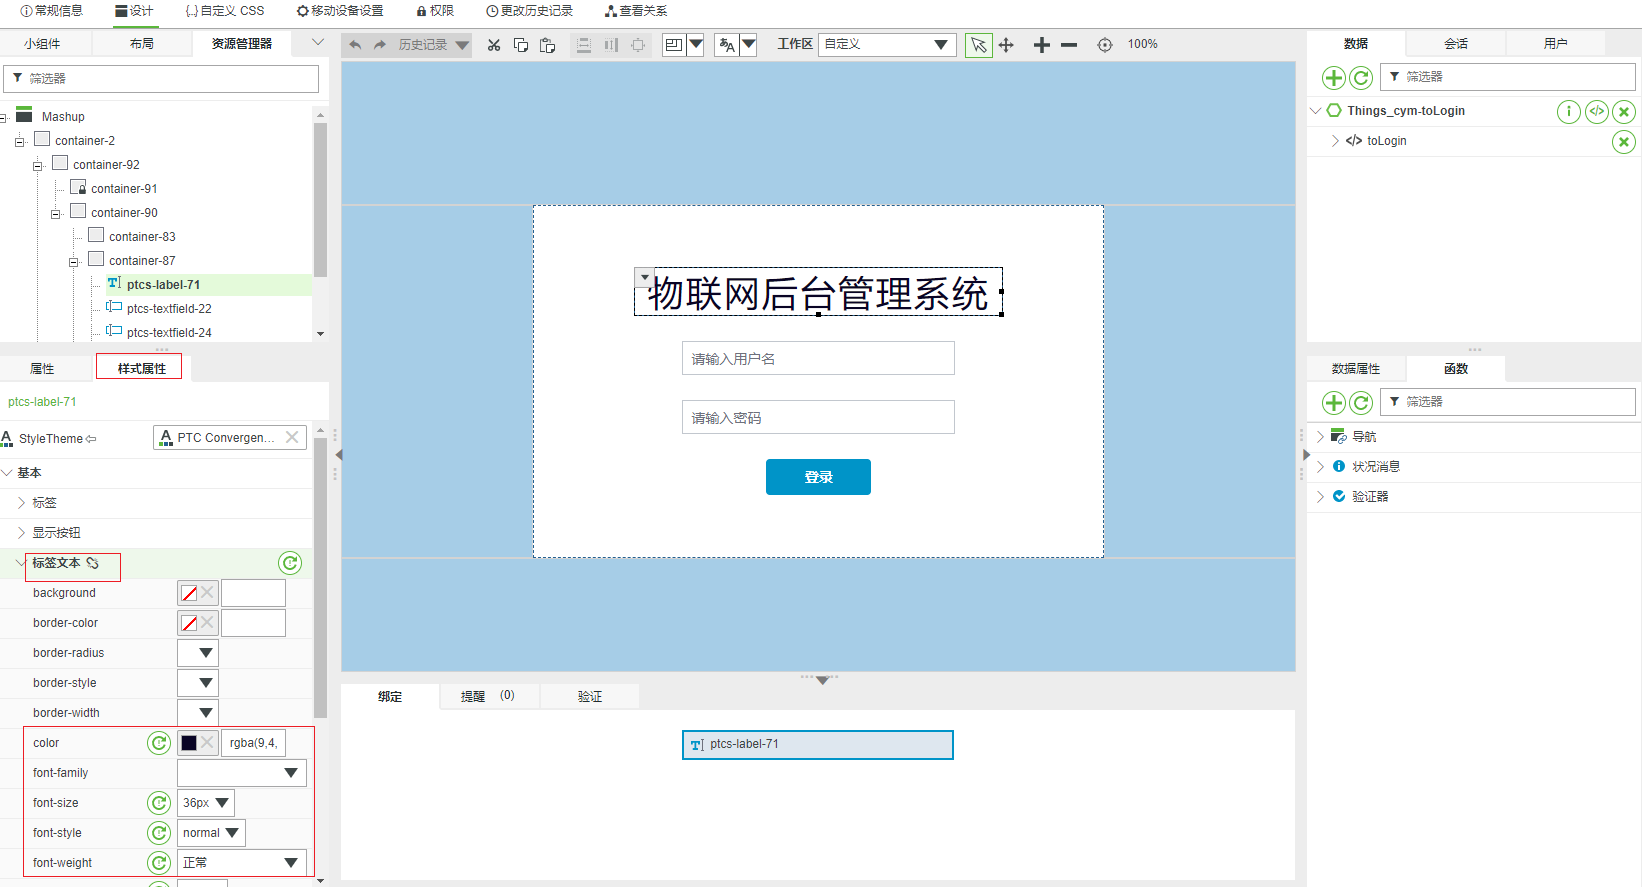 常规信息 设计 {..}自定义 CSS 移动设备设置 权限 更改历史记录 查看关系
小组件 布局 资源管理器
历史记录
工作区 自定义
100%
数据 会话 用户
筛选器
Mashup
container-2
container-92
container-91
container-90
container-83
container-87
ptcs-label-71
ptcs-textfield-22
ptcs-textfield-24
属性 样式属性
ptcs-label-71
StyleTheme
PTC Convergen...
基本
标签
显示按钮
标签文本
background
border-color
border-radius
border-style
border-width
color rgba(9,4,
font-family
font-size 36px
font-style normal
font-weight 正常
物联网后台管理系统
请输入用户名
请输入密码
登录
绑定 提醒 (0) 验证
ptcs-label-71
筛选器
Things_cym-toLogin
</> toLogin
数据属性 函数
筛选器
导航
状况消息
验证器